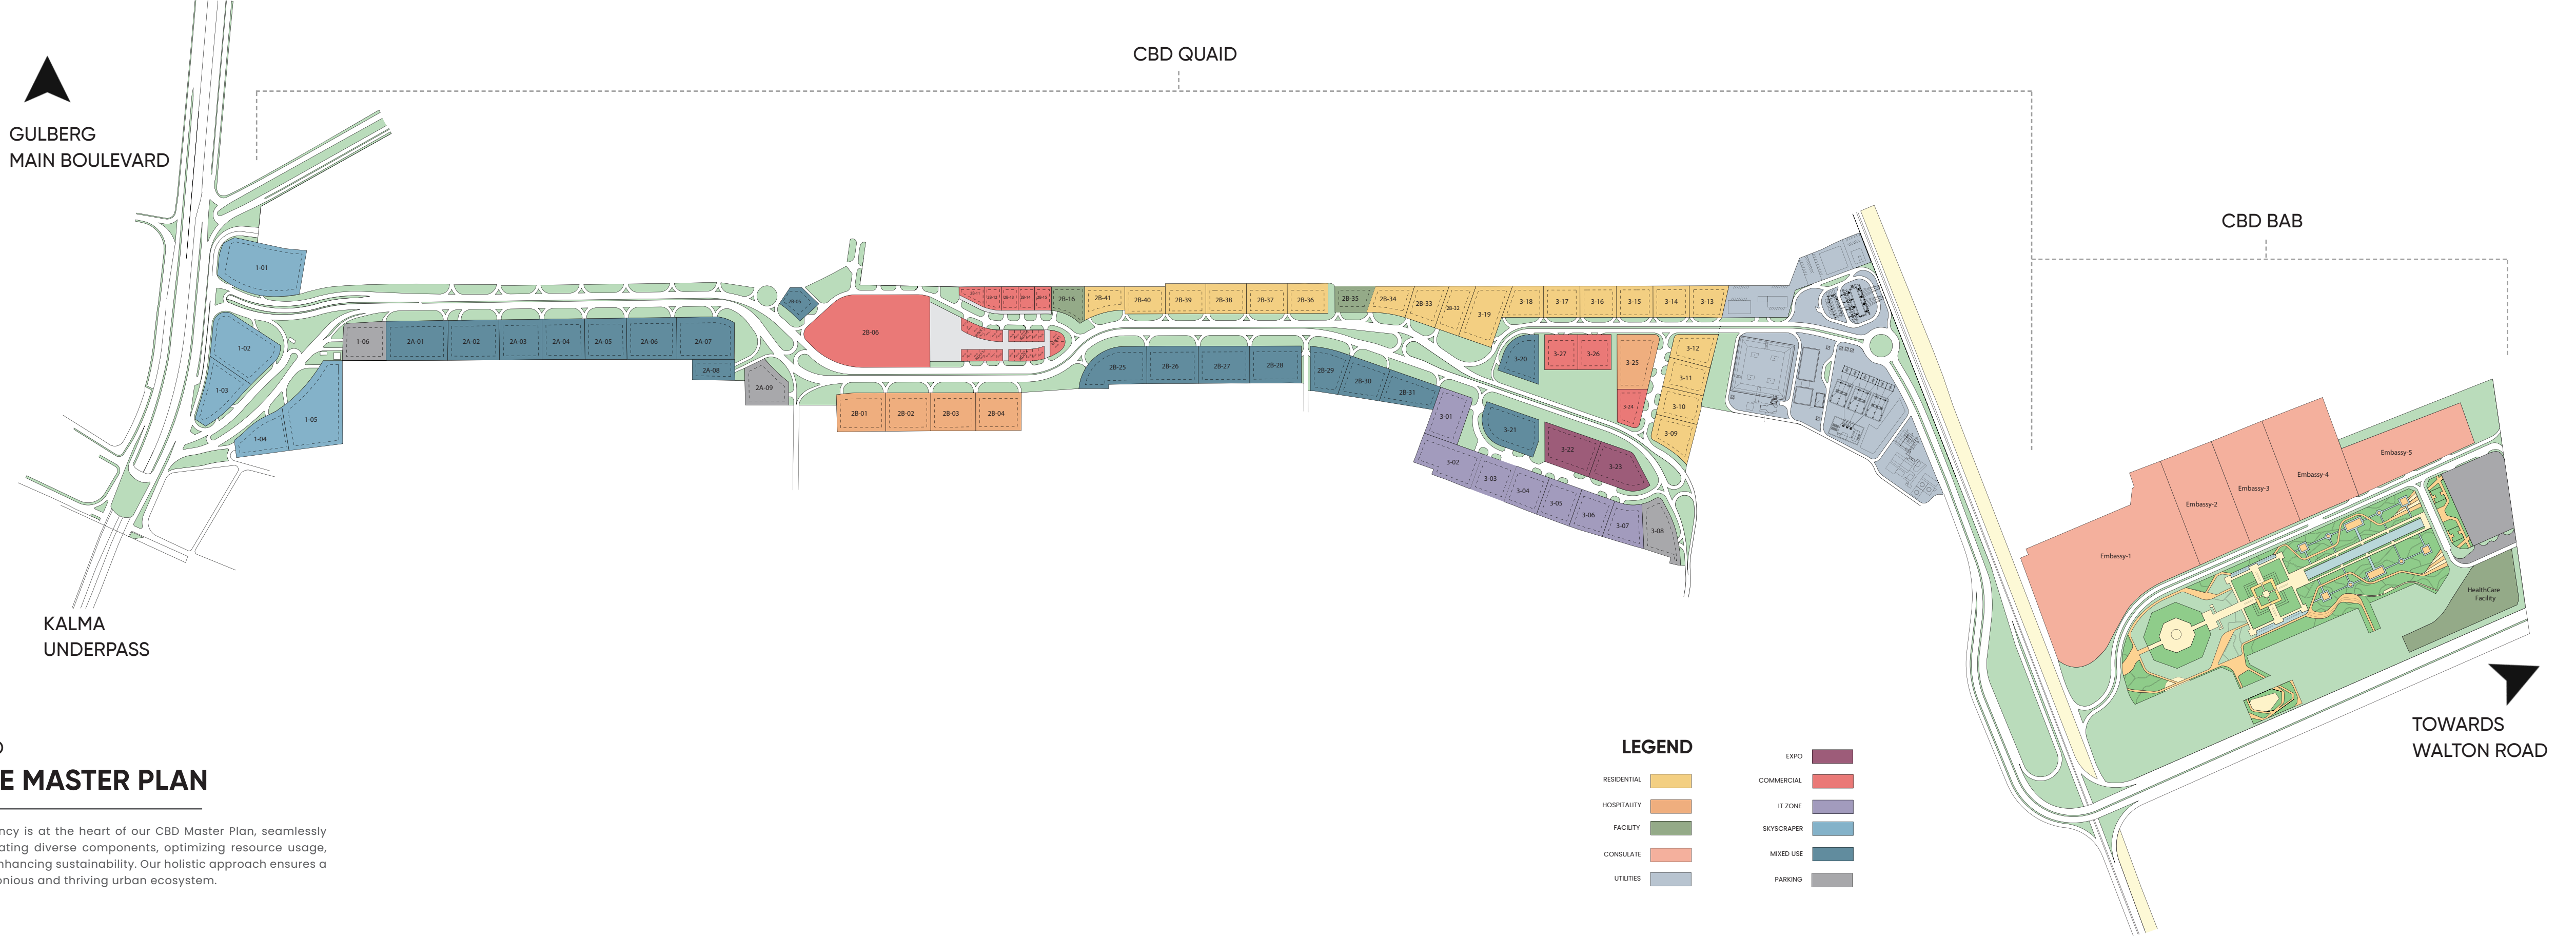 CBD QUAID
GULBERG
MAIN BOULEVARD
CBD BAB
1-01
1-02
1-03
1-04
1-05
1-06
2A-01
2A-02
2A-03
2A-04
2A-05
2A-06
2A-07
2A-08
2A-09
2B-05
2B-06
2B-01
2B-02
2B-03
2B-04
2B-16
2B-41
2B-40
2B-39
2B-38
2B-37
2B-36
2B-35
2B-34
2B-33
2B-32
3-19
3-18
3-17
3-16
3-15
3-14
3-13
2B-25
2B-26
2B-27
2B-28
2B-29
2B-30
2B-31
3-20
3-27
3-26
3-25
3-24
3-12
3-11
3-10
3-09
3-01
3-02
3-03
3-04
3-05
3-06
3-07
3-08
3-21
3-22
3-23
Embassy-1
Embassy-2
Embassy-3
Embassy-4
Embassy-5
HealthCare
Facility
KALMA
UNDERPASS
TOWARDS
WALTON ROAD
E MASTER PLAN
ncy is at the heart of our CBD Master Plan, seamlessly
ating diverse components, optimizing resource usage,
nhancing sustainability. Our holistic approach ensures a
onious and thriving urban ecosystem.
LEGEND
RESIDENTIAL
HOSPITALITY
FACILITY
CONSULATE
UTILITIES
EXPO
COMMERCIAL
IT ZONE
SKYSCRAPER
MIXED USE
PARKING